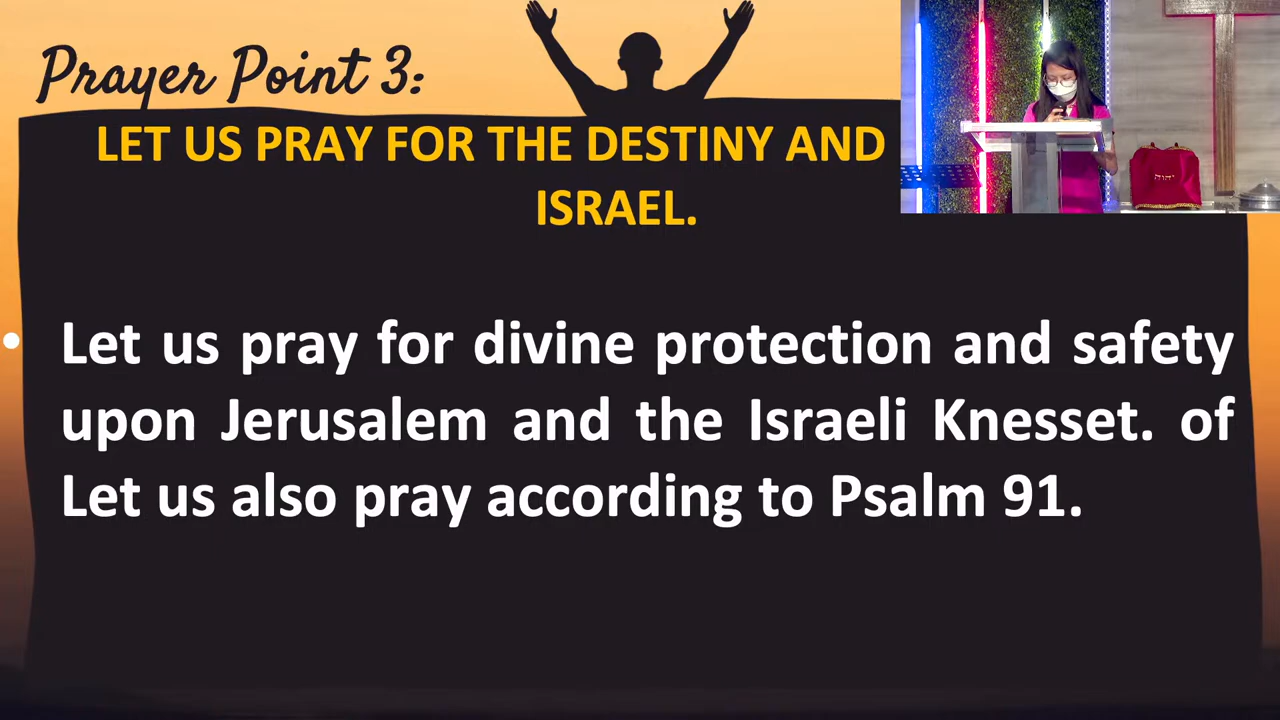 Prayer Point 3:
LET US PRAY FOR THE DESTINY AND
ISRAEL.
יהוה
• Let us pray for divine protection and safety
upon Jerusalem and the Israeli Knesset. of
Let us also pray according to Psalm 91.